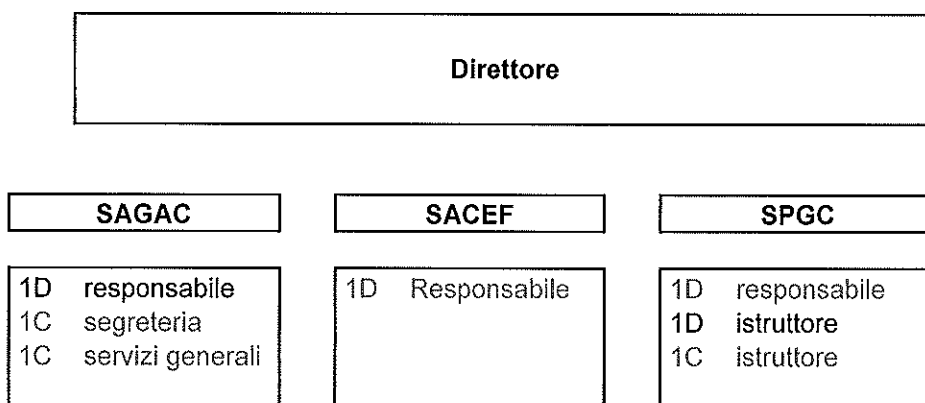 Direttore
SAGAC
1D responsabile
1C segreteria
1C servizi generali
SACEF
1D Responsabile
SPGC
1D responsabile
1D istruttore
1C istruttore